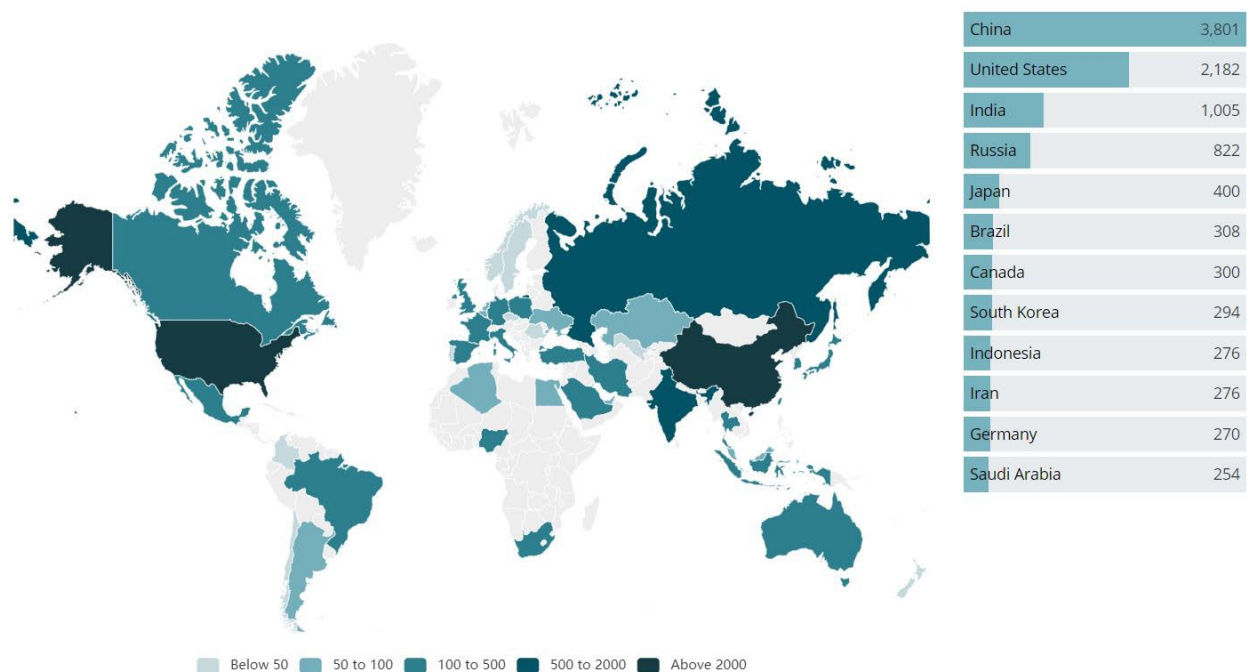 China 3,801
United States 2,182
India 1,005
Russia 822
Japan 400
Brazil 308
Canada 300
South Korea 294
Indonesia 276
Iran 276
Germany 270
Saudi Arabia 254
Below 50 50 to 100 100 to 500 500 to 2000 Above 2000